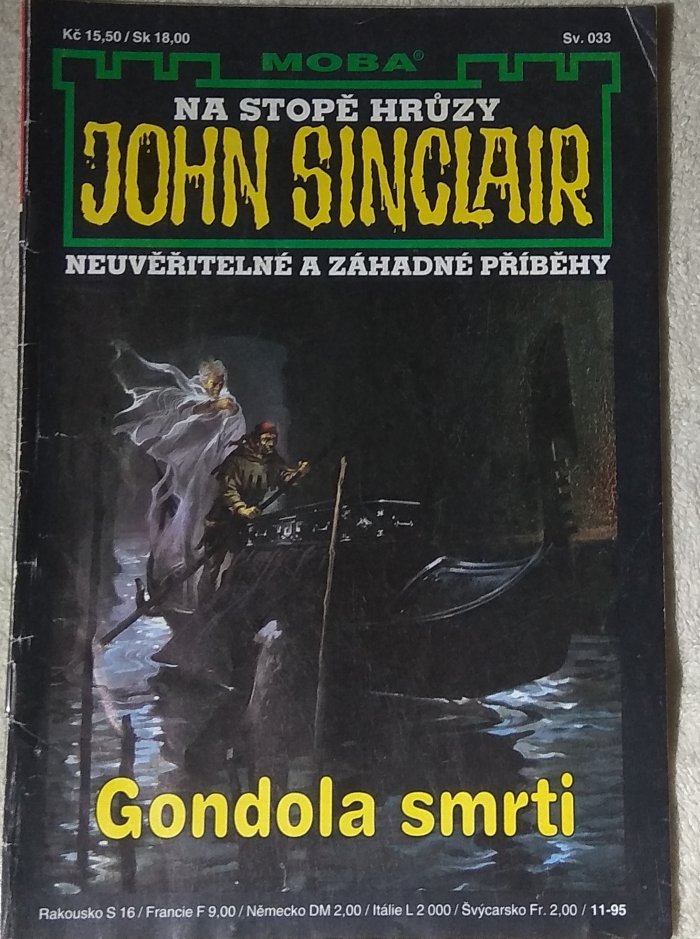 Kč 15,50 / Sk 18,00
Sv. 033
MOBA®
NA STOPĚ HRŮZY
JOHN SINCLAIR
NEUVĚŘITELNÉ A ZÁHADNÉ PŘÍBĚHY
Gondola smrti
Rakousko S 16 / Francie F 9,00 / Německo DM 2,00 / Itálie L 2 000 / Švýcarsko Fr. 2,00 / 11-95